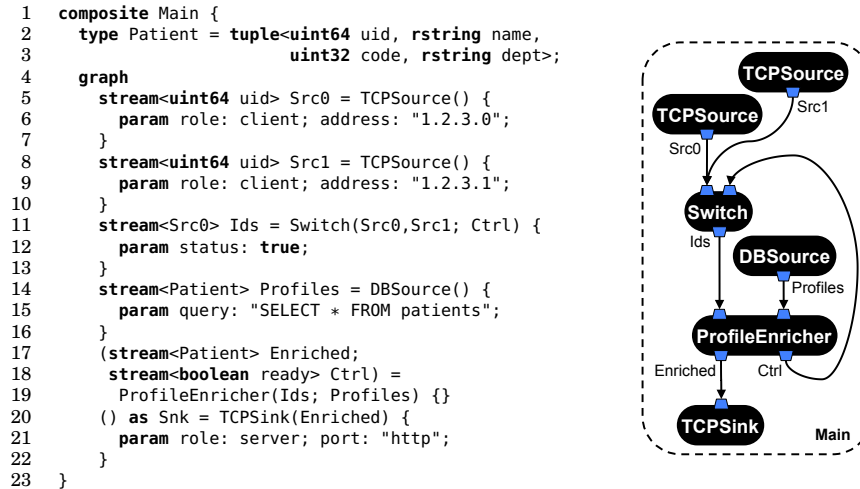 1 composite Main {
2 type Patient = tuple<uint64 uid, rstring name,
3 uint32 code, rstring dept>;
4 graph
5 stream<uint64 uid> Src0 = TCPSource() {
6 param role: client; address: "1.2.3.0";
7 }
8 stream<uint64 uid> Src1 = TCPSource() {
9 param role: client; address: "1.2.3.1";
10 }
11 stream<Src0> Ids = Switch(Src0,Src1; Ctrl) {
12 param status: true;
13 }
14 stream<Patient> Profiles = DBSource() {
15 param query: "SELECT * FROM patients";
16 }
17 (stream<Patient> Enriched;
18 stream<boolean ready> Ctrl) =
19 ProfileEnricher(Ids; Profiles) {}
20 () as Snk = TCPSink(Enriched) {
21 param role: server; port: "http";
22 }
23 }
TCPSource
Src1
TCPSource
Src0
Switch
Ids
DBSource
Profiles
ProfileEnricher
Enriched Ctrl
TCPSink
Main